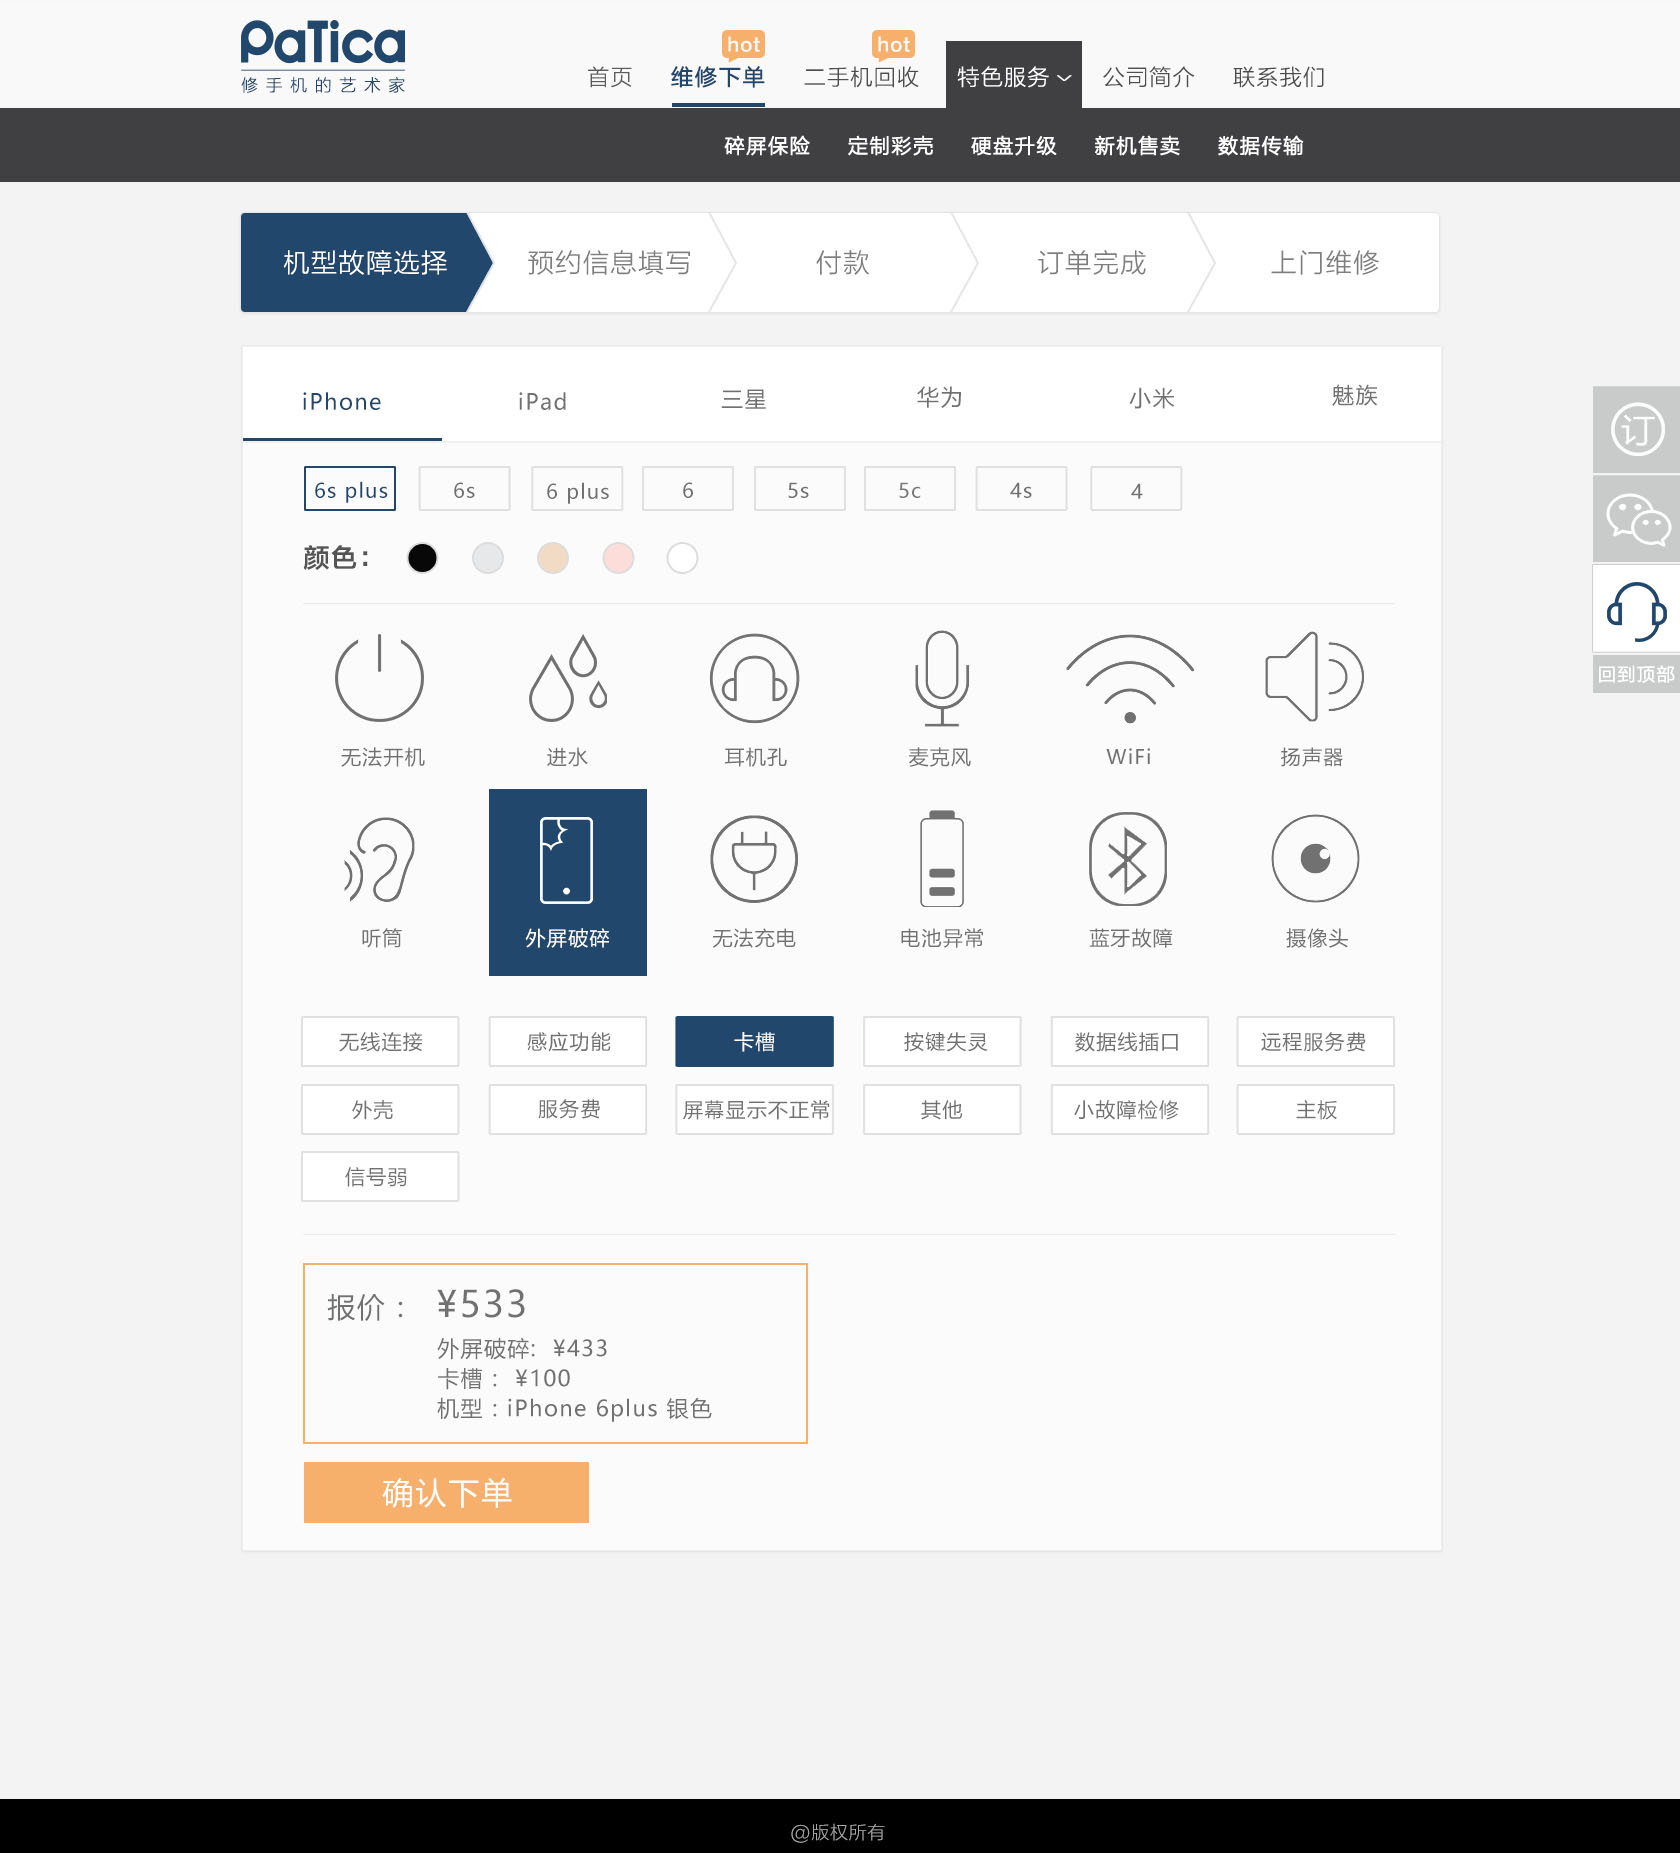 PaTica
修手机的艺术家
hot
hot
首页 维修下单 二手机回收 特色服务 公司简介 联系我们
碎屏保险 定制彩壳 硬盘升级 新机售卖 数据传输
机型故障选择 预约信息填写 付款 订单完成 上门维修
iPhone iPad 三星 华为 小米 魅族
6s plus 6s 6 plus 6 5s 5c 4s 4
颜色：
无法开机 进水 耳机孔 麦克风 WiFi 扬声器
听筒 外屏破碎 无法充电 电池异常 蓝牙故障 摄像头
无线连接 感应功能 卡槽 按键失灵 数据线插口 远程服务费
外壳 服务费 屏幕显示不正常 其他 小故障检修 主板
信号弱
报价： ¥533
外屏破碎: ¥433
卡槽： ¥100
机型：iPhone 6plus 银色
确认下单
订
回到顶部
@版权所有